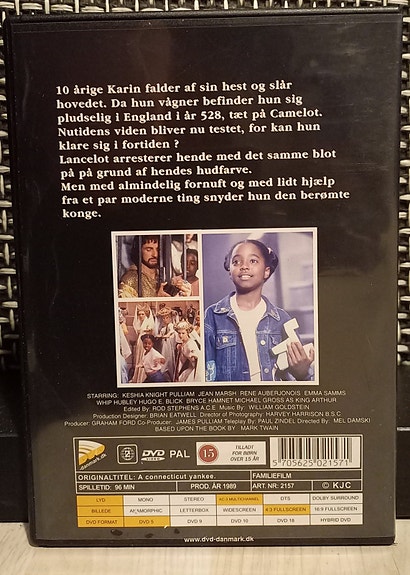 10 årige Karin falder af sin hest og slår
hovedet. Da hun vågner befinder hun sig
pludselig i England i år 528, tæt på Camelot.
Nutidens viden bliver nu testet, for kan hun
klare sig i fortiden ?
Lancelot arresterer hende med det samme blot
på på grund af hendes hudfarve.
Men med almindelig fornuft og med lidt hjælp
fra et par moderne ting snyder hun den berømte
konge.
STARRING: KESHIA KNIGHT PULLIAM JEAN MARSH RENE AUBERJONOIS EMMA SAMMS
WHIP HUBLEY HUGO E. BLICK BRYCE HAMNET MICHAEL GROSS AS KING ARTHUR
Edited By: ROD STEPHENS A.C.E Music By: WILLIAM GOLDSTEIN
Production Designer: BRIAN EATWELL Director of Photography: HARVEY HARRISON B.S.C
Producer: GRAHAM FORD Co-Producer: JAMES PULLIAM Teleplay By: PAUL ZINDEL Directed By: MEL DAMSKI
BASED UPON THE BOOK BY MARK TWAIN
-danmark.dk
2
DVD VIDEO
PAL
15
TILLADT
FOR BØRN
OVER 15 ÅR
5 705625 021571
ORIGINALTITEL: A connecticut yankee. FAMILIEFILM
SPILLETID: 96 MIN PROD. ÅR 1989 ART. NR: 2157 © KJC
LYD MONO STEREO AC-3 MULTICHANNEL DTS DOLBY SURROUND
BILLEDE ANAMORPHIC LETTERBOX WIDESCREEN 4:3 FULLSCREEN 16:9 FULLSCREEN
DVD FORMAT DVD 5 DVD 9 DVD 10 DVD 18 HYBRID DVD
www.dvd-danmark.dk